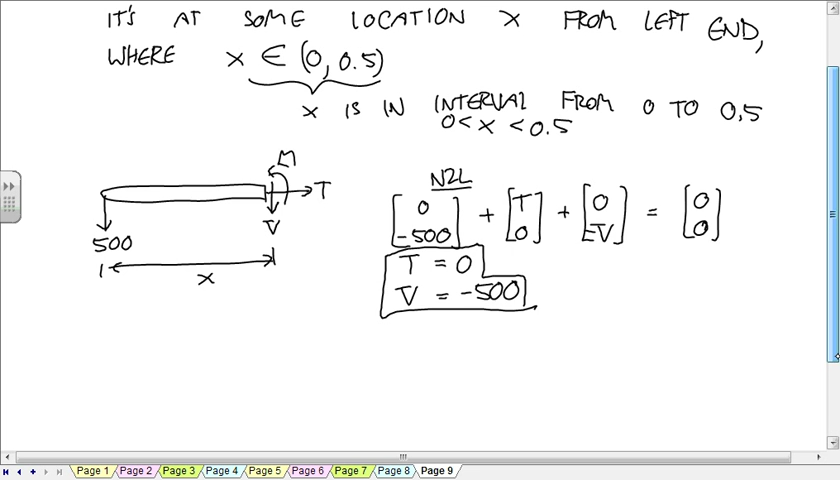 IT'S AT SOME LOCATION X FROM LEFT END,
WHERE X ∈ (0, 0.5)
X IS IN INTERVAL FROM 0 TO 0.5
0 < X < 0.5
M
T
V
500
X
N2L
[0 -500] + [T 0] + [0 -V] = [0 0]
T = 0
V = -500
Page 1 Page 2 Page 3 Page 4 Page 5 Page 6 Page 7 Page 8 Page 9